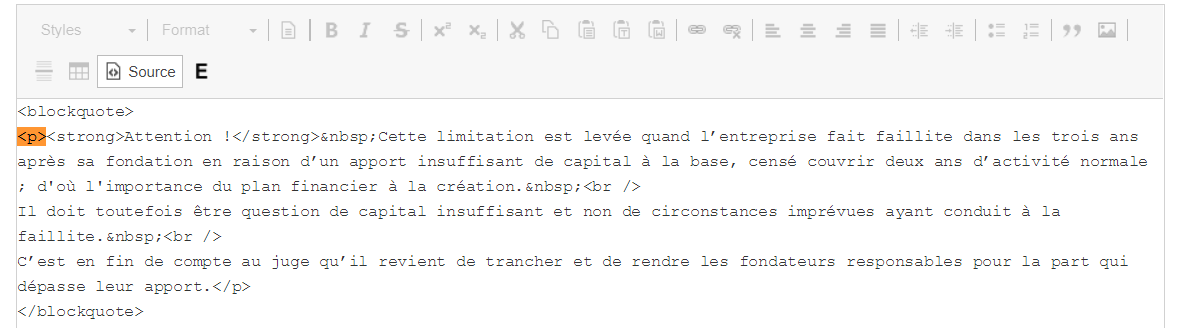 Styles Format B I S x² x₂
Source E
<blockquote>
<p><strong>Attention !</strong>&nbsp;Cette limitation est levée quand l’entreprise fait faillite dans les trois ans
après sa fondation en raison d’un apport insuffisant de capital à la base, censé couvrir deux ans d’activité normale
; d'où l'importance du plan financier à la création.&nbsp;<br />
Il doit toutefois être question de capital insuffisant et non de circonstances imprévues ayant conduit à la
faillite.&nbsp;<br />
C’est en fin de compte au juge qu’il revient de trancher et de rendre les fondateurs responsables pour la part qui
dépasse leur apport.</p>
</blockquote>